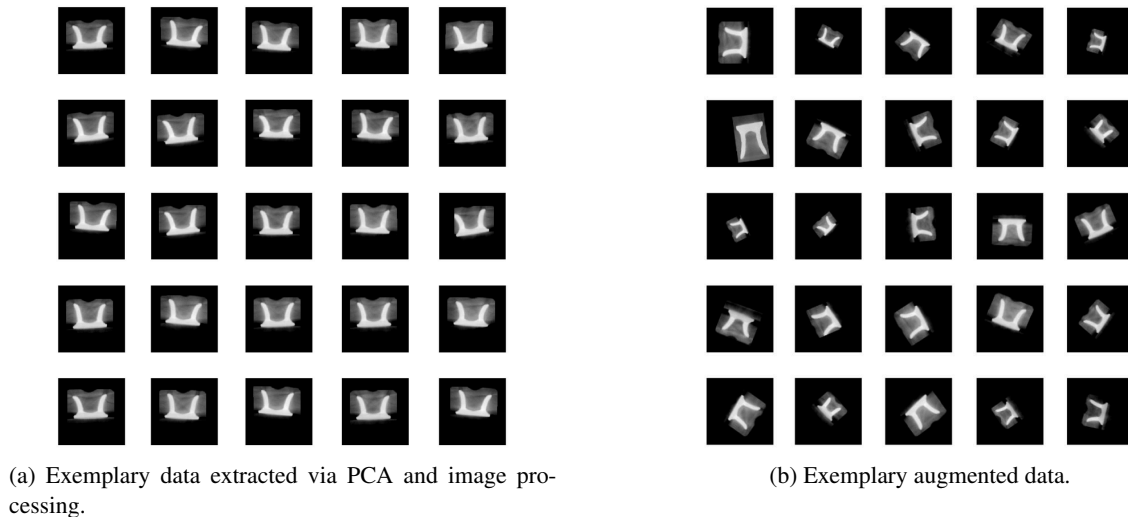 (a) Exemplary data extracted via PCA and image pro-
cessing.
(b) Exemplary augmented data.